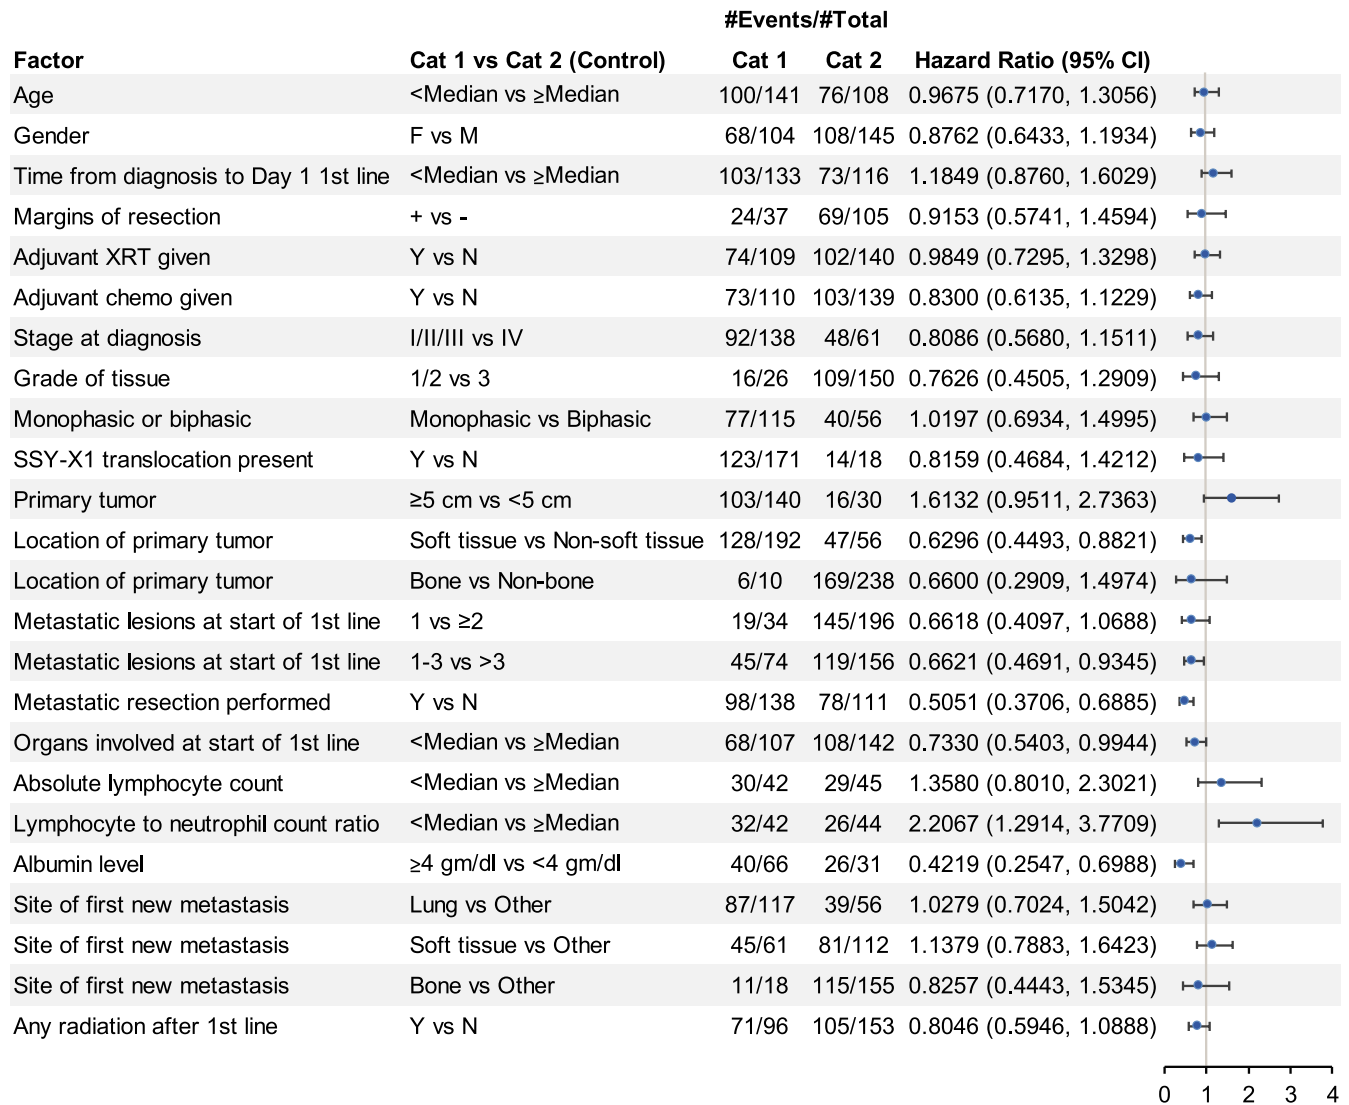 #Events/#Total
Factor Cat 1 vs Cat 2 (Control) Cat 1 Cat 2 Hazard Ratio (95% CI)
Age <Median vs ≥Median 100/141 76/108 0.9675 (0.7170, 1.3056)
Gender F vs M 68/104 108/145 0.8762 (0.6433, 1.1934)
Time from diagnosis to Day 1 1st line <Median vs ≥Median 103/133 73/116 1.1849 (0.8760, 1.6029)
Margins of resection + vs - 24/37 69/105 0.9153 (0.5741, 1.4594)
Adjuvant XRT given Y vs N 74/109 102/140 0.9849 (0.7295, 1.3298)
Adjuvant chemo given Y vs N 73/110 103/139 0.8300 (0.6135, 1.1229)
Stage at diagnosis I/II/III vs IV 92/138 48/61 0.8086 (0.5680, 1.1511)
Grade of tissue 1/2 vs 3 16/26 109/150 0.7626 (0.4505, 1.2909)
Monophasic or biphasic Monophasic vs Biphasic 77/115 40/56 1.0197 (0.6934, 1.4995)
SSY-X1 translocation present Y vs N 123/171 14/18 0.8159 (0.4684, 1.4212)
Primary tumor ≥5 cm vs <5 cm 103/140 16/30 1.6132 (0.9511, 2.7363)
Location of primary tumor Soft tissue vs Non-soft tissue 128/192 47/56 0.6296 (0.4493, 0.8821)
Location of primary tumor Bone vs Non-bone 6/10 169/238 0.6600 (0.2909, 1.4974)
Metastatic lesions at start of 1st line 1 vs ≥2 19/34 145/196 0.6618 (0.4097, 1.0688)
Metastatic lesions at start of 1st line 1-3 vs >3 45/74 119/156 0.6621 (0.4691, 0.9345)
Metastatic resection performed Y vs N 98/138 78/111 0.5051 (0.3706, 0.6885)
Organs involved at start of 1st line <Median vs ≥Median 68/107 108/142 0.7330 (0.5403, 0.9944)
Absolute lymphocyte count <Median vs ≥Median 30/42 29/45 1.3580 (0.8010, 2.3021)
Lymphocyte to neutrophil count ratio <Median vs ≥Median 32/42 26/44 2.2067 (1.2914, 3.7709)
Albumin level ≥4 gm/dl vs <4 gm/dl 40/66 26/31 0.4219 (0.2547, 0.6988)
Site of first new metastasis Lung vs Other 87/117 39/56 1.0279 (0.7024, 1.5042)
Site of first new metastasis Soft tissue vs Other 45/61 81/112 1.1379 (0.7883, 1.6423)
Site of first new metastasis Bone vs Other 11/18 115/155 0.8257 (0.4443, 1.5345)
Any radiation after 1st line Y vs N 71/96 105/153 0.8046 (0.5946, 1.0888)
0 1 2 3 4